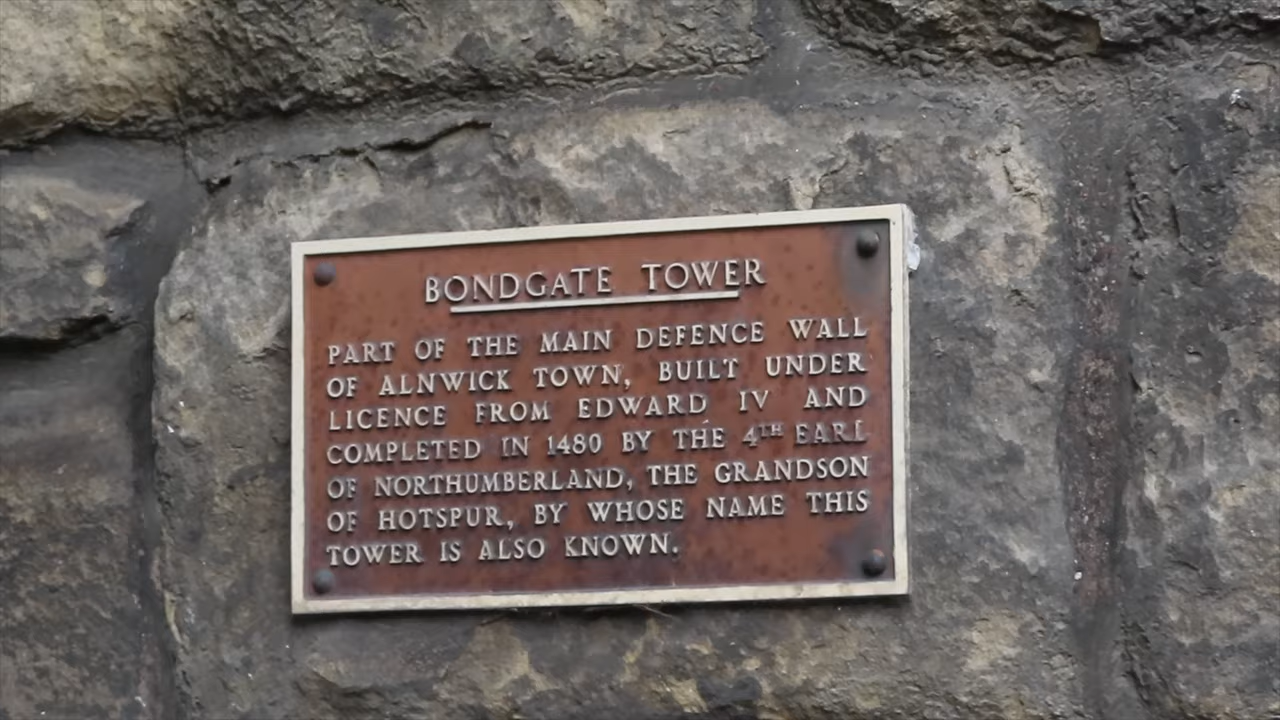 BONDGATE TOWER
PART OF THE MAIN DEFENCE WALL
OF ALNWICK TOWN, BUILT UNDER
LICENCE FROM EDWARD IV AND
COMPLETED IN 1480 BY THE 4TH EARL
OF NORTHUMBERLAND, THE GRANDSON
OF HOTSPUR, BY WHOSE NAME THIS
TOWER IS ALSO KNOWN.